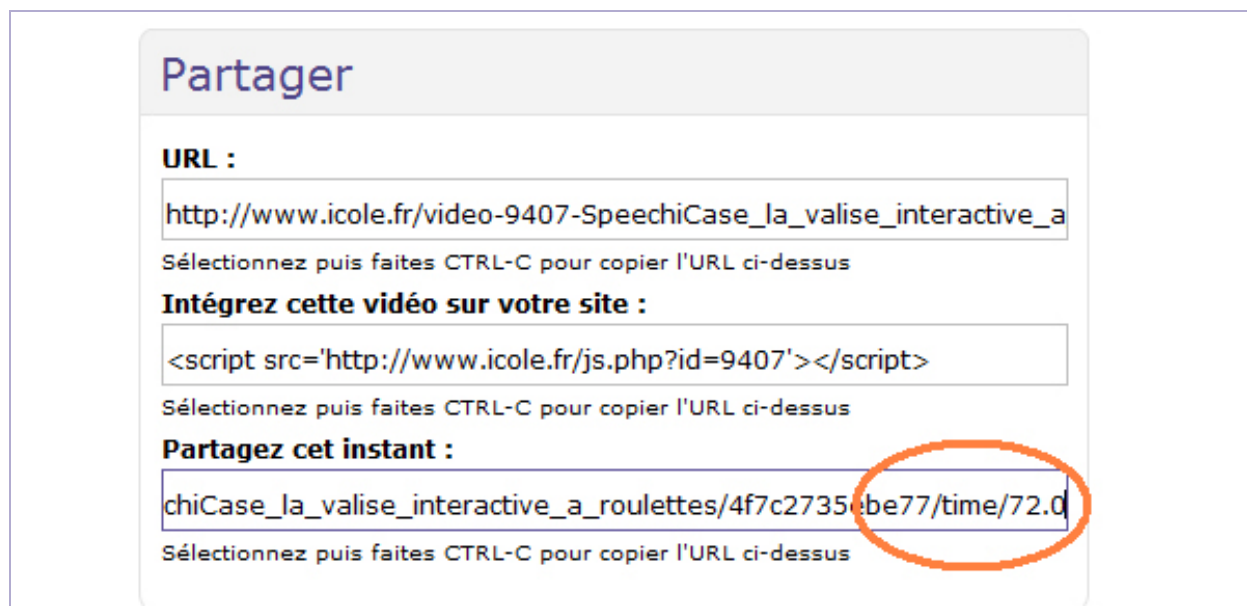 Partager
URL :
http://www.icole.fr/video-9407-SpeechiCase_la_valise_interactive_a
Sélectionnez puis faites CTRL-C pour copier l'URL ci-dessus
Intégrez cette vidéo sur votre site :
<script src='http://www.icole.fr/js.php?id=9407'></script>
Sélectionnez puis faites CTRL-C pour copier l'URL ci-dessus
Partagez cet instant :
chiCase_la_valise_interactive_a_roulettes/4f7c2735ebe77/time/72.0
Sélectionnez puis faites CTRL-C pour copier l'URL ci-dessus